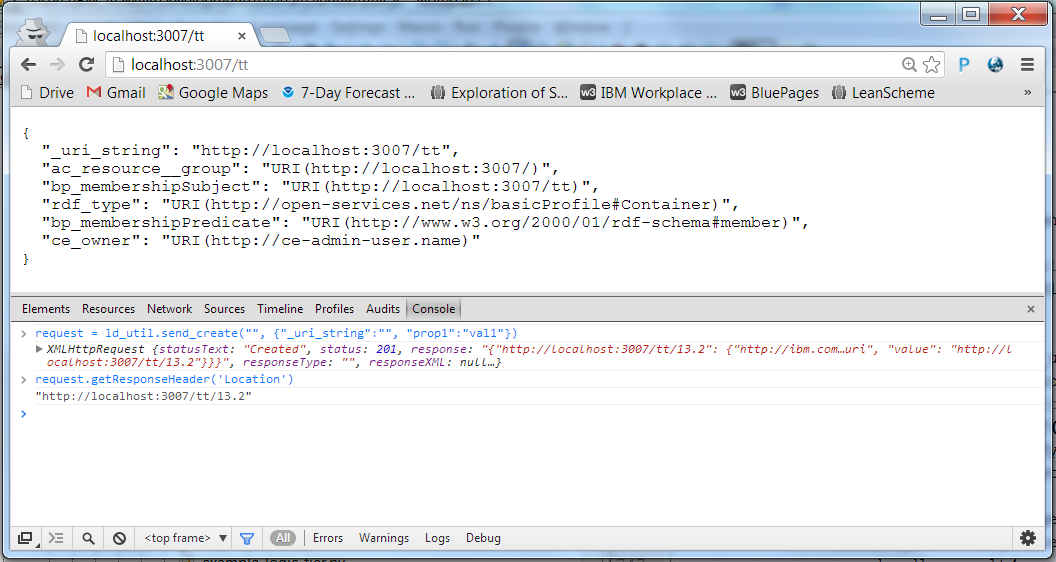 localhost:3007/tt
localhost:3007/tt
Drive Gmail Google Maps 7-Day Forecast ... Exploration of S... w3 IBM Workplace ... w3 BluePages LeanScheme »
{
"_uri_string": "http://localhost:3007/tt",
"ac_resource__group": "URI(http://localhost:3007/)",
"bp_membershipSubject": "URI(http://localhost:3007/tt)",
"rdf_type": "URI(http://open-services.net/ns/basicProfile#Container)",
"bp_membershipPredicate": "URI(http://www.w3.org/2000/01/rdf-schema#member)",
"ce_owner": "URI(http://ce-admin-user.name)"
}
Elements Resources Network Sources Timeline Profiles Audits Console
> request = ld_util.send_create("", {"_uri_string":"", "prop1":"val1"})
XMLHttpRequest {statusText: "Created", status: 201, response: "{"http://localhost:3007/tt/13.2": {"http://ibm.com…uri", "value": "http://l
ocalhost:3007/tt/13.2"}}}", responseType: "", responseXML: null…}
> request.getResponseHeader('Location')
"http://localhost:3007/tt/13.2"
>
<top frame> All Errors Warnings Logs Debug